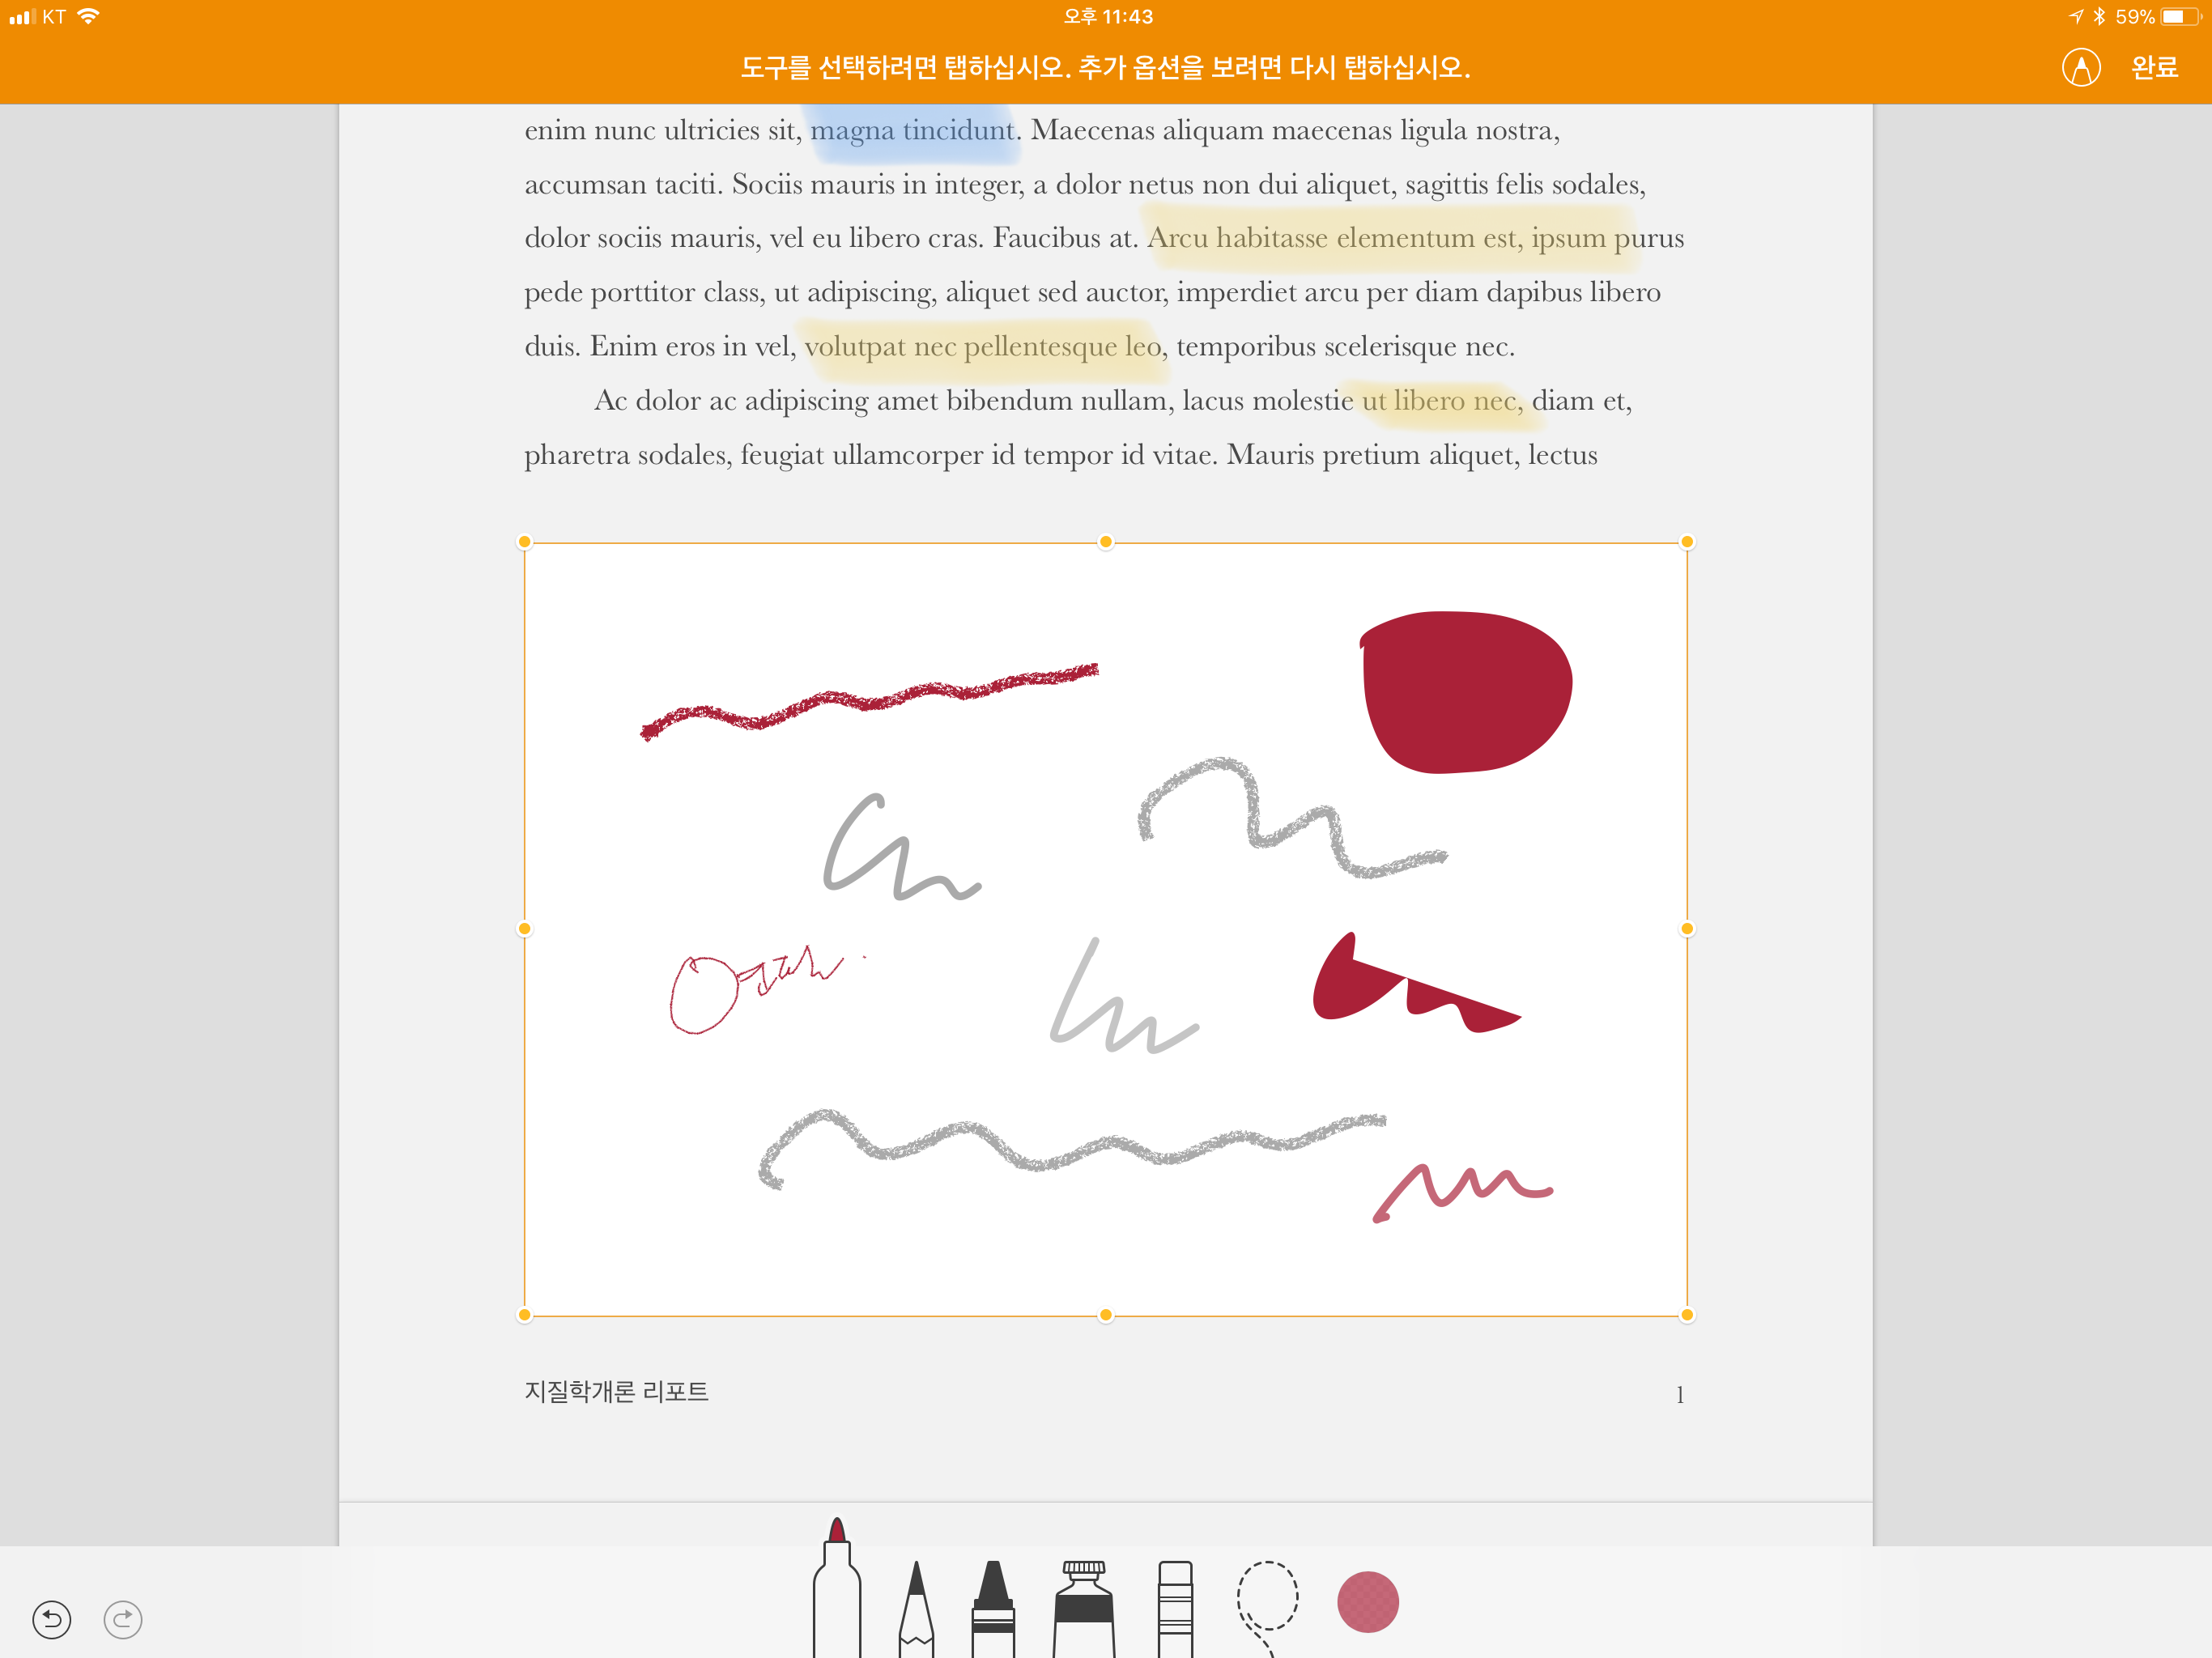 KT
오후 11:43
59%
도구를 선택하려면 탭하십시오. 추가 옵션을 보려면 다시 탭하십시오.
완료
enim nunc ultricies sit, magna tincidunt. Maecenas aliquam maecenas ligula nostra,
accumsan taciti. Sociis mauris in integer, a dolor netus non dui aliquet, sagittis felis sodales,
dolor sociis mauris, vel eu libero cras. Faucibus at. Arcu habitasse elementum est, ipsum purus
pede porttitor class, ut adipiscing, aliquet sed auctor, imperdiet arcu per diam dapibus libero
duis. Enim eros in vel, volutpat nec pellentesque leo, temporibus scelerisque nec.
Ac dolor ac adipiscing amet bibendum nullam, lacus molestie ut libero nec, diam et,
pharetra sodales, feugiat ullamcorper id tempor id vitae. Mauris pretium aliquet, lectus
지질학개론 리포트
1